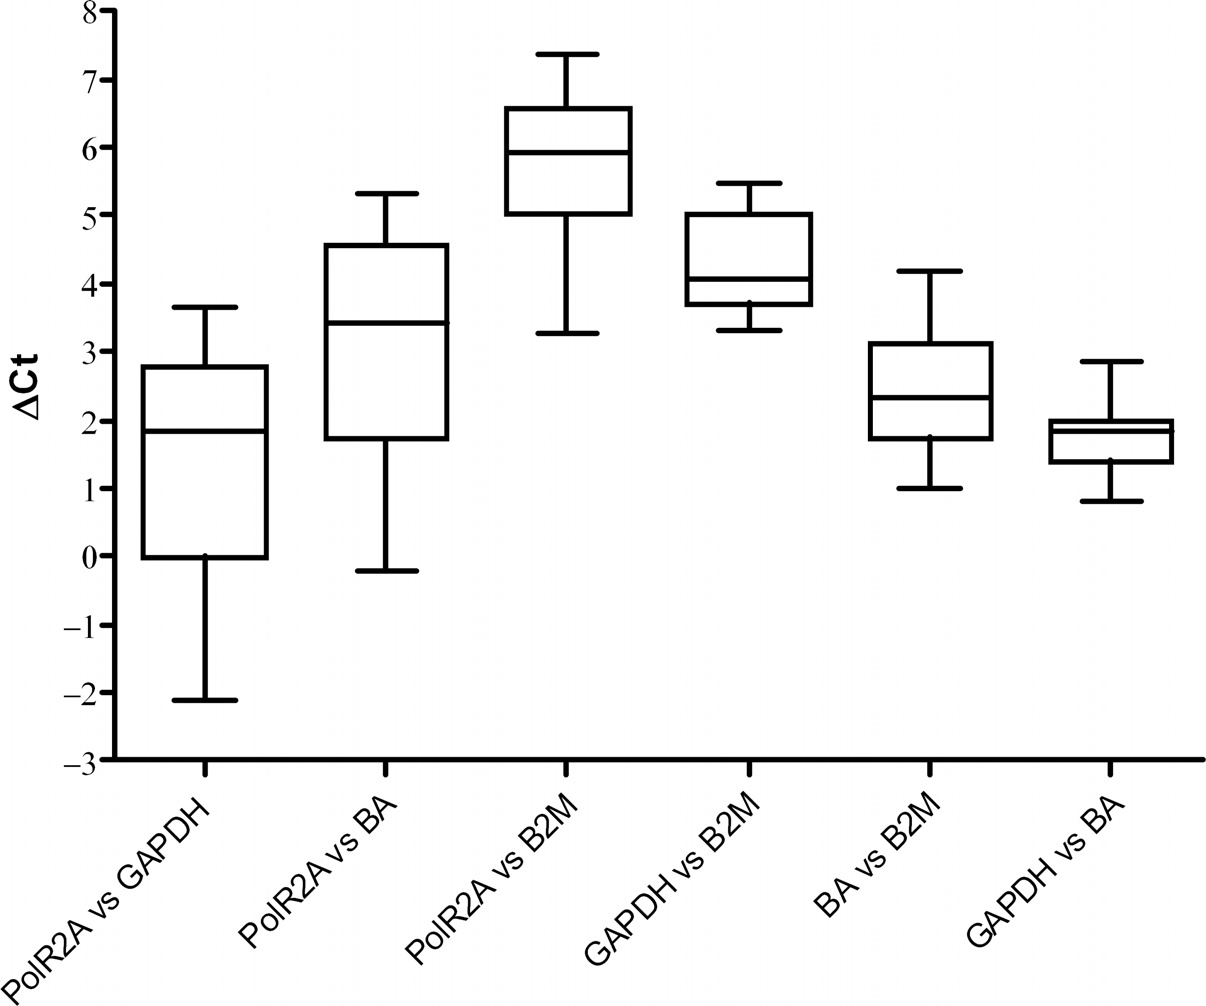 8
7
6
5
4
3
2
1
0
–1
–2
–3
ΔCt
PolR2A vs GAPDH
PolR2A vs BA
PolR2A vs B2M
GAPDH vs B2M
BA vs B2M
GAPDH vs BA